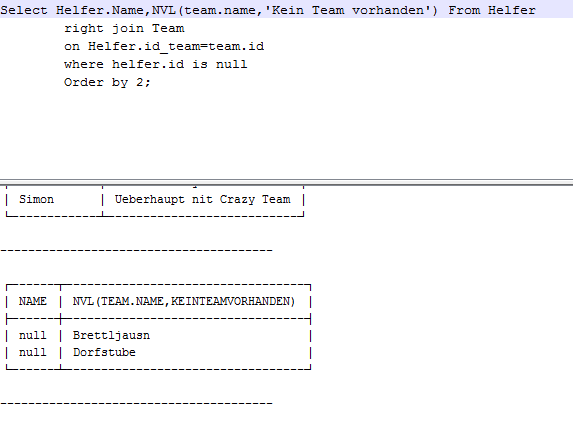 Select Helfer.Name,NVL(team.name,'Kein Team vorhanden') From Helfer
right join Team
on Helfer.id_team=team.id
where helfer.id is null
Order by 2;
| Simon | Ueberhaupt nit Crazy Team |
---------------------------------------
| NAME | NVL(TEAM.NAME,KEINTEAMVORHANDEN) |
| null | Brettljausn |
| null | Dorfstube |
---------------------------------------